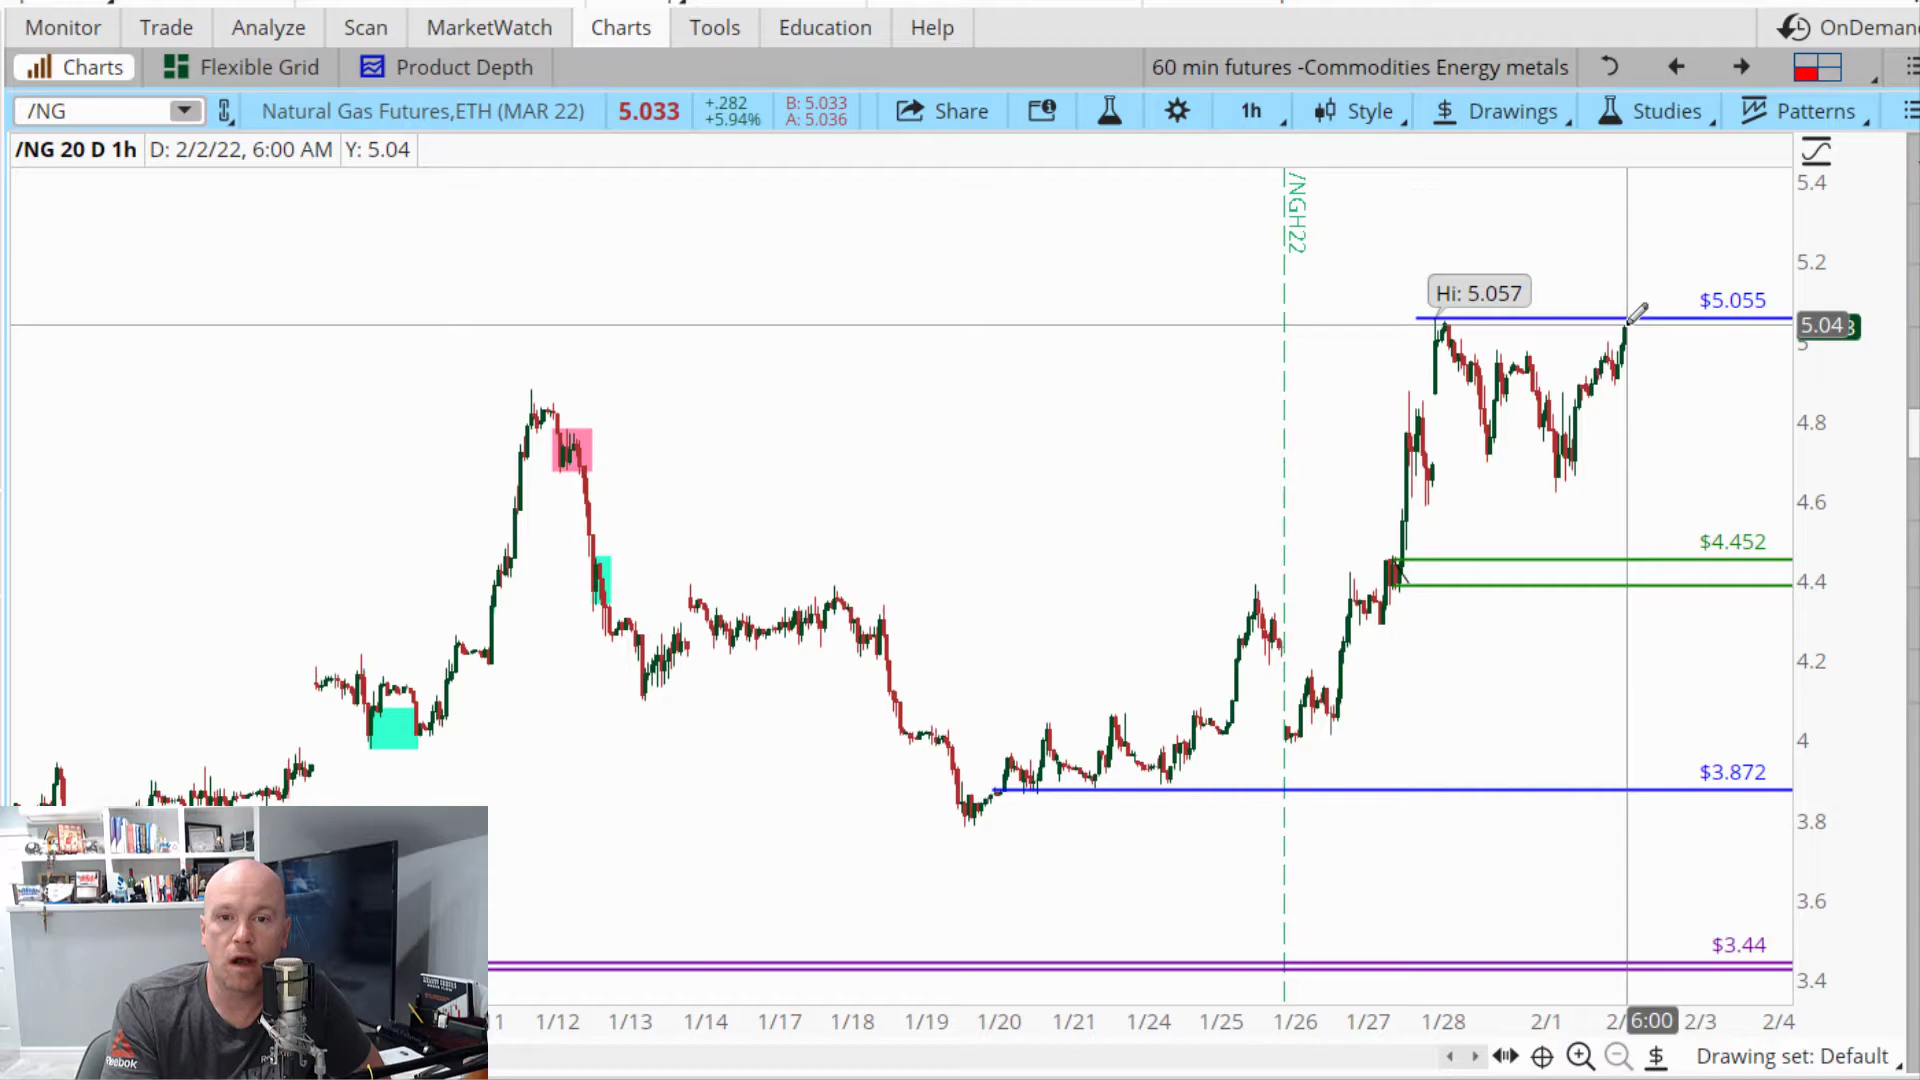 Monitor Trade Analyze Scan MarketWatch Charts Tools Education Help OnDeman
Charts Flexible Grid Product Depth 60 min futures -Commodities Energy metals
/NG Natural Gas Futures,ETH (MAR 22) 5.033 +.282 +5.94% B: 5.033 A: 5.036 Share 1h Style $ Drawings Studies Patterns
/NG 20 D 1h D: 2/2/22, 6:00 AM Y: 5.04
5.4
/NGH22
5.2
Hi: 5.057
$5.055
5.04
5
4.8
4.6
$4.452
4.4
4.2
4
$3.872
3.8
3.6
$3.44
3.4
1 1/12 1/13 1/14 1/17 1/18 1/19 1/20 1/21 1/24 1/25 1/26 1/27 1/28 2/1 2/ 6:00 2/3 2/4
Reebok
$ Drawing set: Default